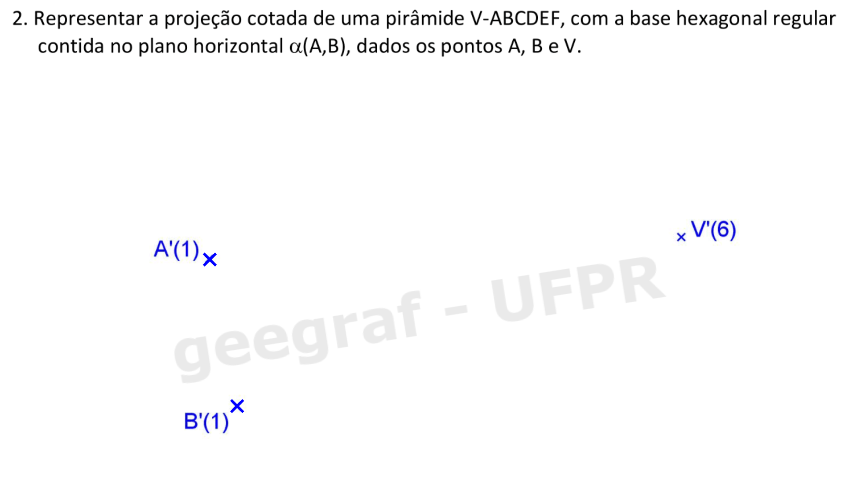 2. Representar a projeção cotada de uma pirâmide V-ABCDEF, com a base hexagonal regular
contida no plano horizontal α(A,B), dados os pontos A, B e V.
V'(6)
A'(1)
geegraf - UFPR
B'(1)